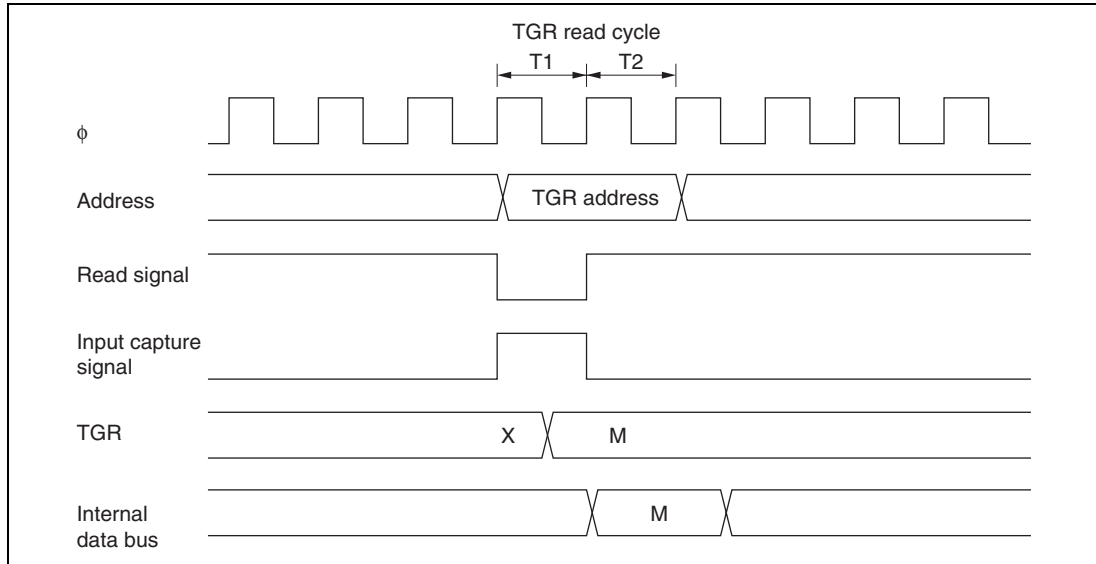 TGR read cycle
T1 T2
ϕ
Address
TGR address
Read signal
Input capture
signal
TGR
X M
Internal
data bus
M